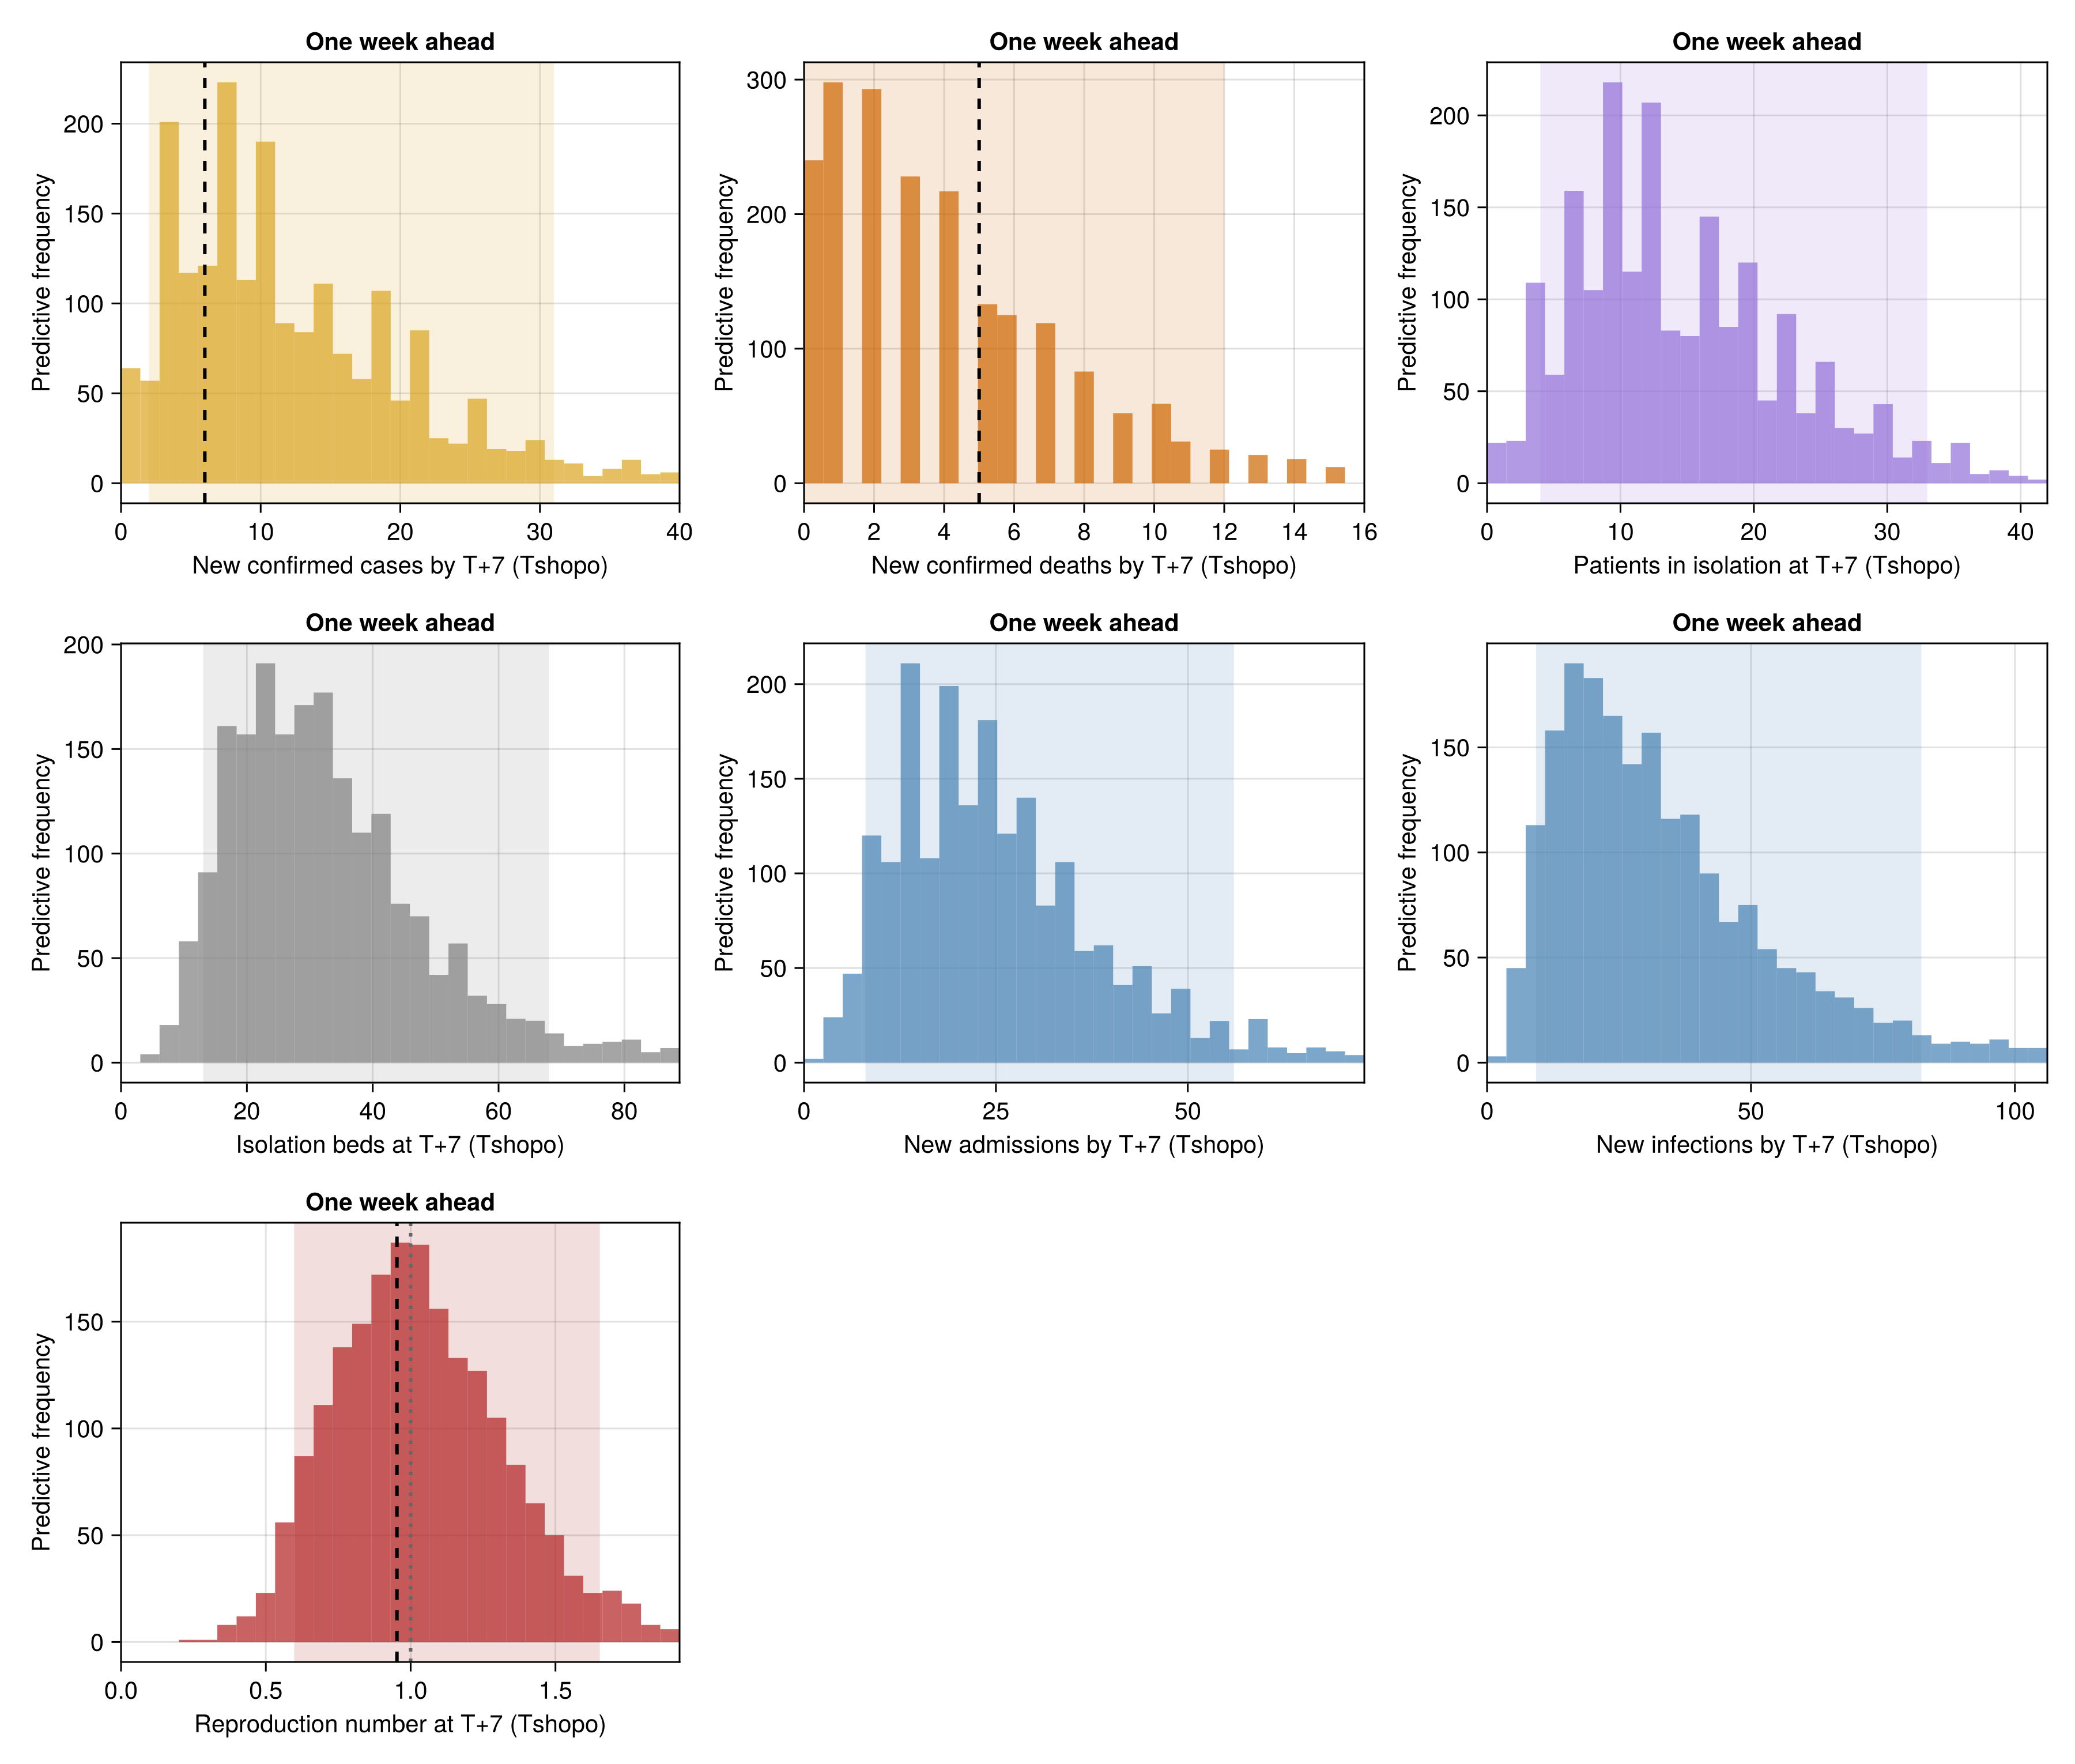 One week ahead
One week ahead
One week ahead
Predictive frequency
200
150
100
50
0
0 10 20 30 40
New confirmed cases by T+7 (Tshopo)
Predictive frequency
300
200
100
0
0 2 4 6 8 10 12 14 16
New confirmed deaths by T+7 (Tshopo)
Predictive frequency
200
150
100
50
0
0 10 20 30 40
Patients in isolation at T+7 (Tshopo)
One week ahead
One week ahead
One week ahead
Predictive frequency
200
150
100
50
0
0 20 40 60 80
Isolation beds at T+7 (Tshopo)
Predictive frequency
200
150
100
50
0
0 25 50
New admissions by T+7 (Tshopo)
Predictive frequency
150
100
50
0
0 50 100
New infections by T+7 (Tshopo)
One week ahead
Predictive frequency
150
100
50
0
0.0 0.5 1.0 1.5
Reproduction number at T+7 (Tshopo)